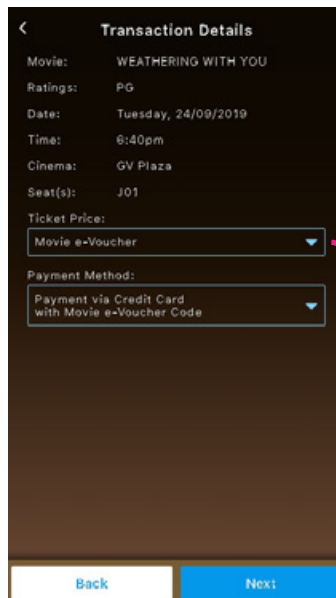 Transaction Details
Movie: WEATHERING WITH YOU
Ratings: PG
Date: Tuesday, 24/09/2019
Time: 6:40pm
Cinema: GV Plaza
Seat(s): J01
Ticket Price:
Movie e-Voucher
Payment Method:
Payment via Credit Card
with Movie e-Voucher Code
Back Next